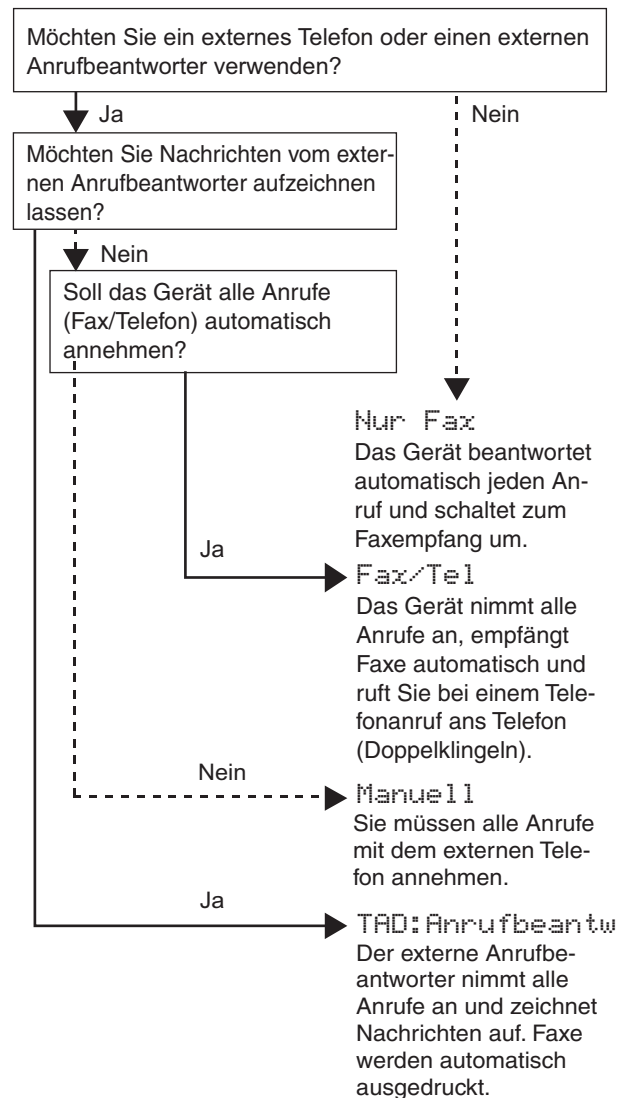 Möchten Sie ein externes Telefon oder einen externen
Anrufbeantworter verwenden?
Ja
Nein
Möchten Sie Nachrichten vom exter-
nen Anrufbeantworter aufzeichnen
lassen?
Nein
Soll das Gerät alle Anrufe
(Fax/Telefon) automatisch
annehmen?
Nur Fax
Das Gerät beantwortet
automatisch jeden An-
ruf und schaltet zum
Faxempfang um.
Ja
Fax/Tel
Das Gerät nimmt alle
Anrufe an, empfängt
Faxe automatisch und
ruft Sie bei einem Tele-
fonanruf ans Telefon
(Doppelklingeln).
Nein
Manuell
Sie müssen alle Anrufe
mit dem externen Tele-
fon annehmen.
Ja
TAD:Anrufbeantw
Der externe Anrufbe-
antworter nimmt alle
Anrufe an und zeichnet
Nachrichten auf. Faxe
werden automatisch
ausgedruckt.